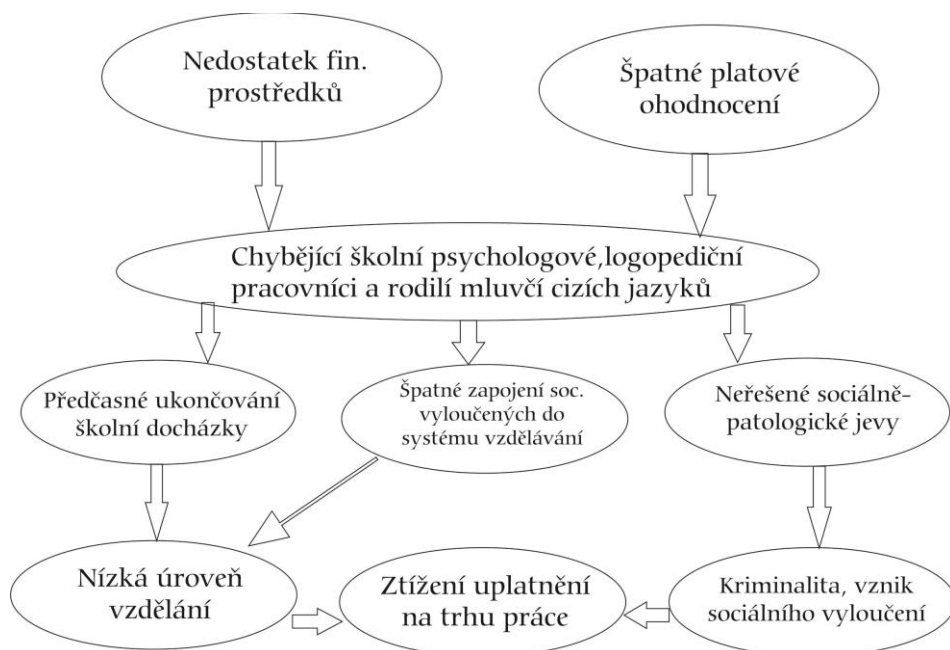 Nedostatek fin.
prostředků
Špatné platové
ohodnocení
Chybějící školní psychologové,logopediční
pracovníci a rodilí mluvčí cizích jazyků
Předčasné ukončování
školní docházky
Špatné zapojení soc.
vyloučených do
systému vzdělávání
Neřešené sociálně-
patologické jevy
Nízká úroveň
vzdělání
Ztížení uplatnění
na trhu práce
Kriminalita, vznik
sociálního vyloučení